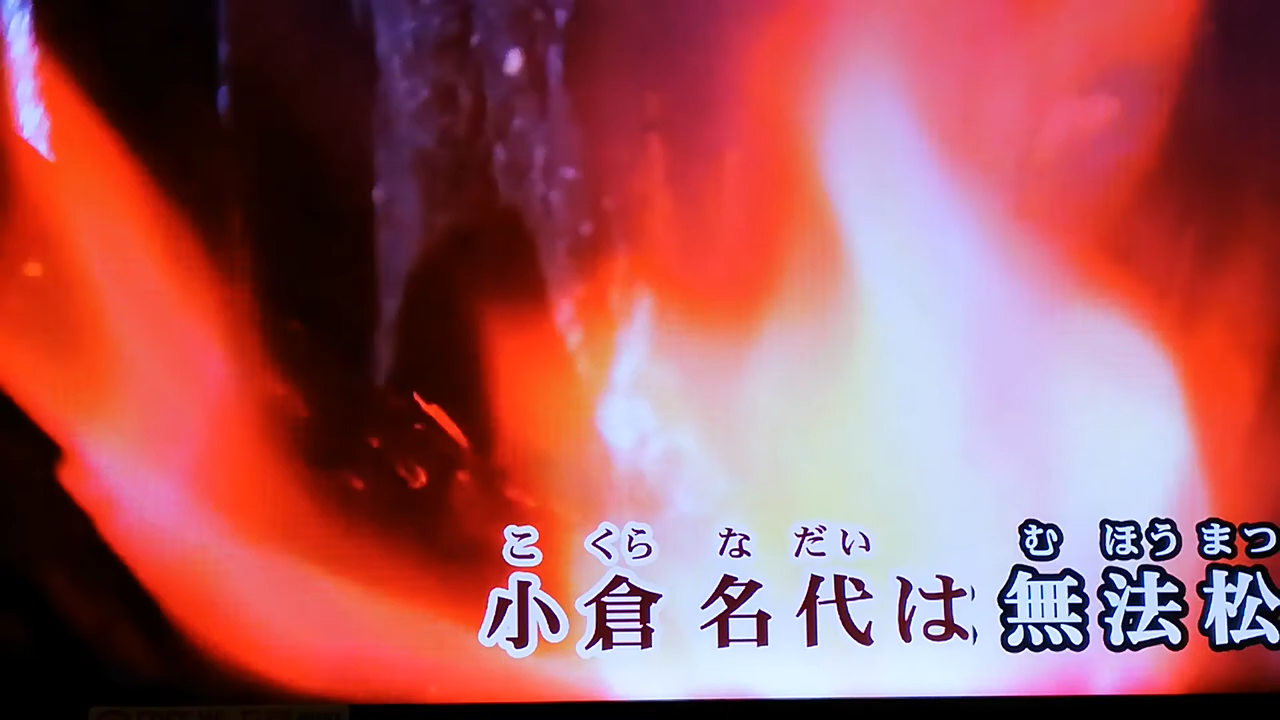 こ くら な だい む ほう まつ
小倉 名代は 無法松